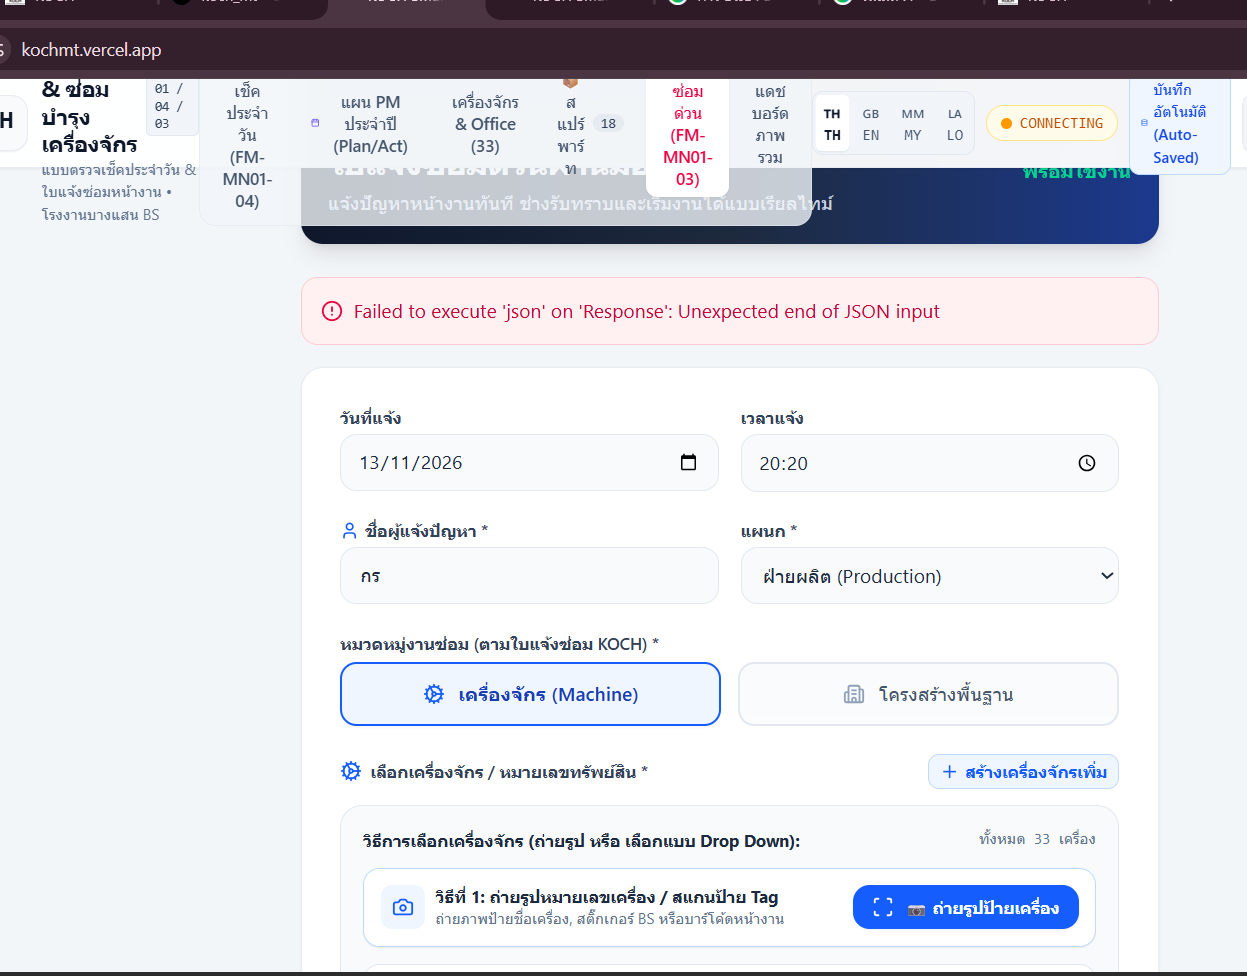 kochmt.vercel.app
H
& ซ่อม
บำรุง
เครื่องจักร
แบบตรวจเช็คประจำวัน &
ใบแจ้งซ่อมหน้างาน •
โรงงานบางแสน BS
01 /
04 /
03
เช็ค
ประจำ
วัน
(FM-
MN01-
04)
แผน PM
ประจำปี
(Plan/Act)
เครื่องจักร
& Office
(33)
ส
แปร์
พาร์
ท
18
ซ่อม
ด่วน
(FM-
MN01-
03)
แดช
บอร์ด
ภาพ
รวม
TH
TH
GB
EN
MM
MY
LA
LO
CONNECTING
บันทึก
อัตโนมัติ
(Auto-
Saved)
พร้อมใช้งาน
แจ้งปัญหาหน้างานทันที ช่างรับทราบและเริ่มงานได้แบบเรียลไทม์
Failed to execute 'json' on 'Response': Unexpected end of JSON input
วันที่แจ้ง
เวลาแจ้ง
13/11/2026
20:20
ชื่อผู้แจ้งปัญหา *
แผนก *
กร
ฝ่ายผลิต (Production)
หมวดหมู่งานซ่อม (ตามใบแจ้งซ่อม KOCH) *
เครื่องจักร (Machine)
โครงสร้างพื้นฐาน
เลือกเครื่องจักร / หมายเลขทรัพย์สิน *
+ สร้างเครื่องจักรเพิ่ม
วิธีการเลือกเครื่องจักร (ถ่ายรูป หรือ เลือกแบบ Drop Down):
ทั้งหมด 33 เครื่อง
วิธีที่ 1: ถ่ายรูปหมายเลขเครื่อง / สแกนป้าย Tag
ถ่ายภาพป้ายชื่อเครื่อง, สติ๊กเกอร์ BS หรือบาร์โค้ดหน้างาน
ถ่ายรูปป้ายเครื่อง